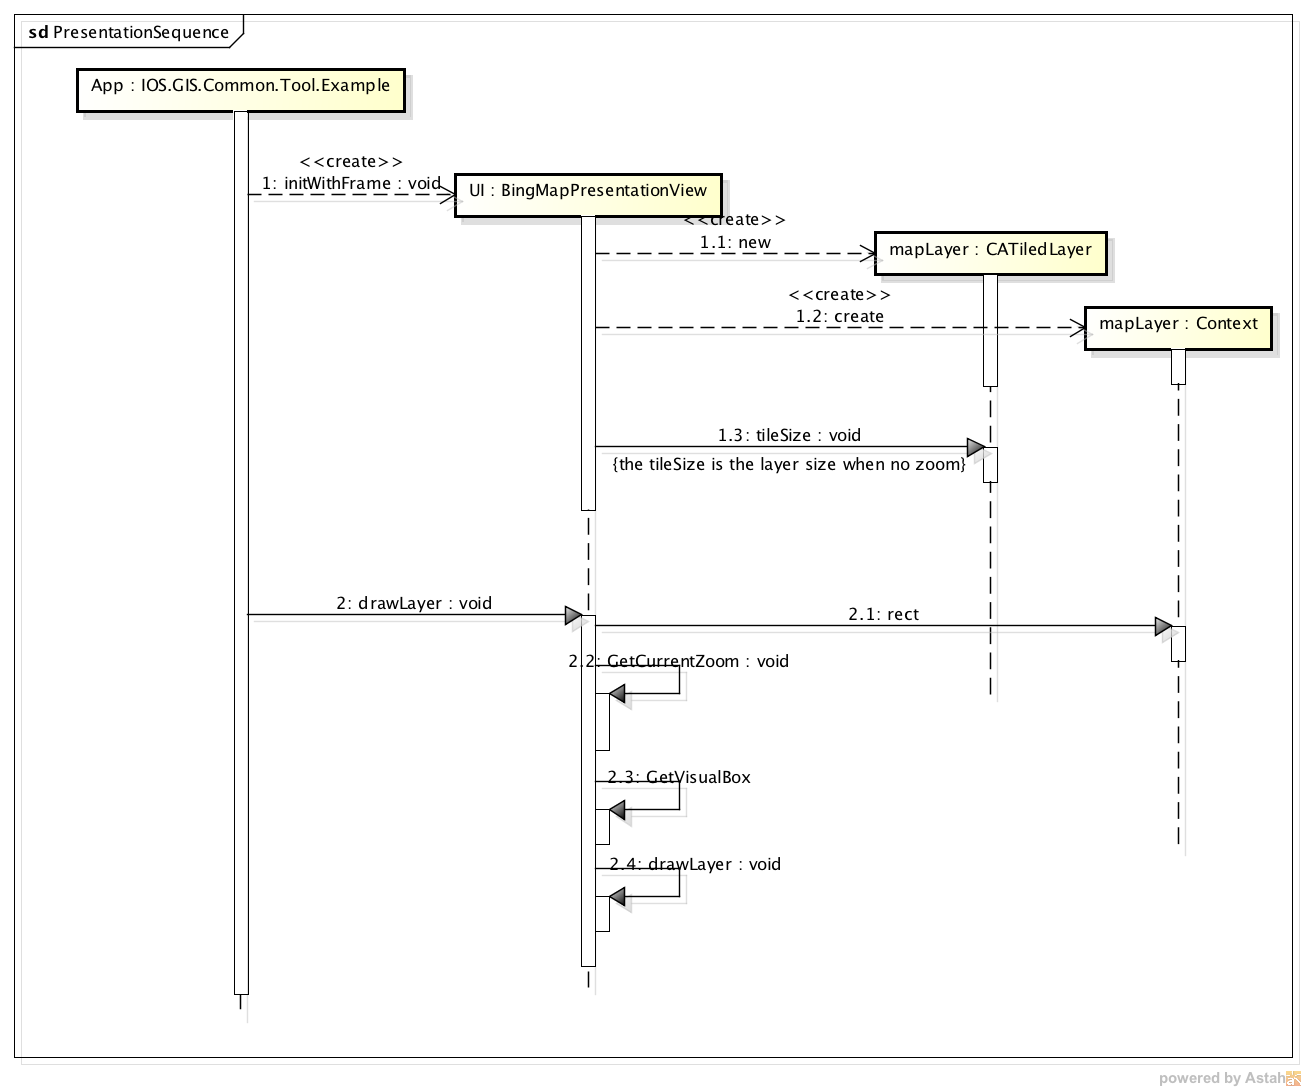 sd PresentationSequence
App : IOS.GIS.Common.Tool.Example
<<create>>
1: initWithFrame : void
UI : BingMapPresentationView
<<create>>
1.1: new
mapLayer : CATiledLayer
<<create>>
1.2: create
mapLayer : Context
1.3: tileSize : void
{the tileSize is the layer size when no zoom}
2: drawLayer : void
2.1: rect
2.2: GetCurrentZoom : void
2.3: GetVisualBox
2.4: drawLayer : void
powered by Astah